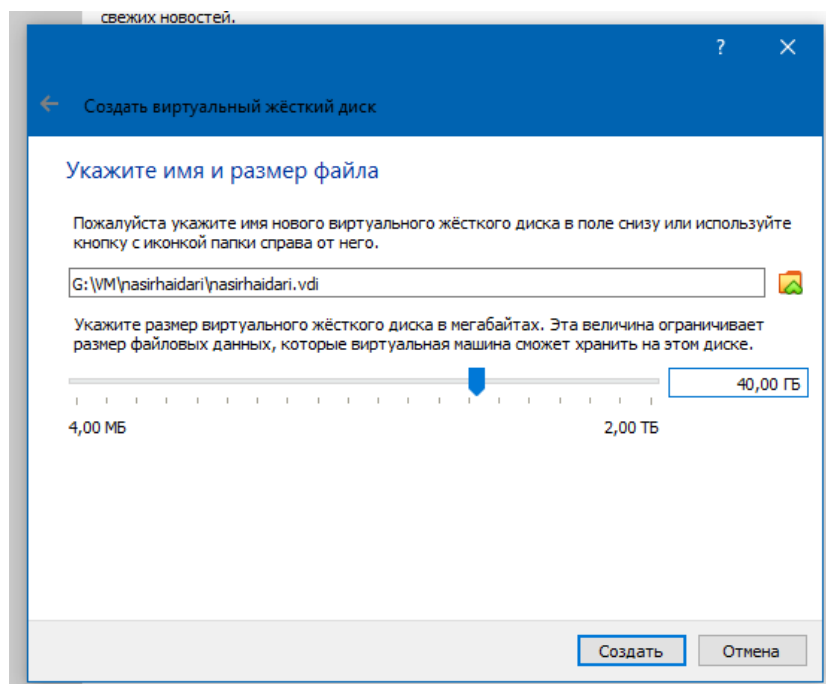 свежих новостей.
?
Создать виртуальный жёсткий диск
Укажите имя и размер файла
Пожалуйста укажите имя нового виртуального жёсткого диска в поле снизу или используйте
кнопку с иконкой папки справа от него.
G:\VM\nasirhaidari\nasirhaidari.vdi
Укажите размер виртуального жёсткого диска в мегабайтах. Эта величина ограничивает
размер файловых данных, которые виртуальная машина сможет хранить на этом диске.
40,00 ГБ
4,00 МБ 2,00 ТБ
Создать Отмена